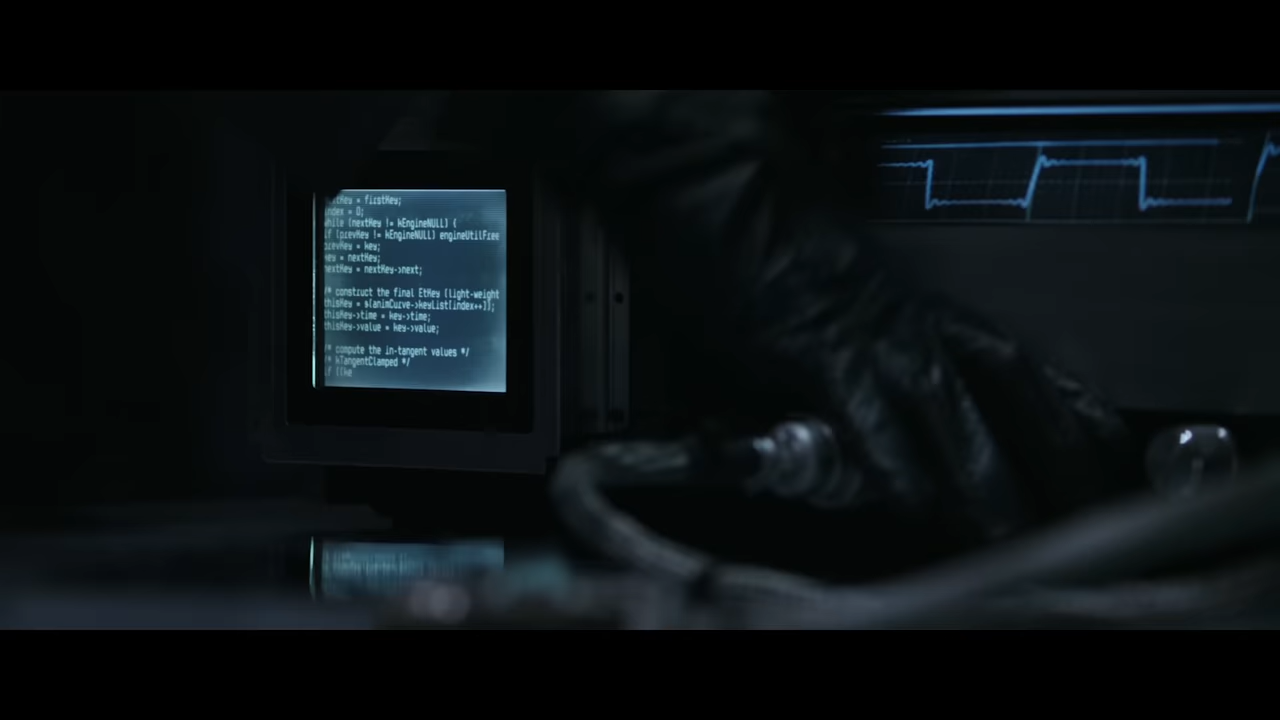 nextKey = firstKey;
index = 0;
while (nextKey != kEngineNULL) {
if (prevKey != kEngineNULL) engineUtilFree
prevKey = key;
key = nextKey;
nextKey = nextKey->next;
/* construct the final EtKey (light-weight
thisKey = &(animCurve->keyList[index++]);
thisKey->time = key->time;
thisKey->value = key->value;
/* compute the in-tangent values */
/* kTangentClamped */
if ((ke